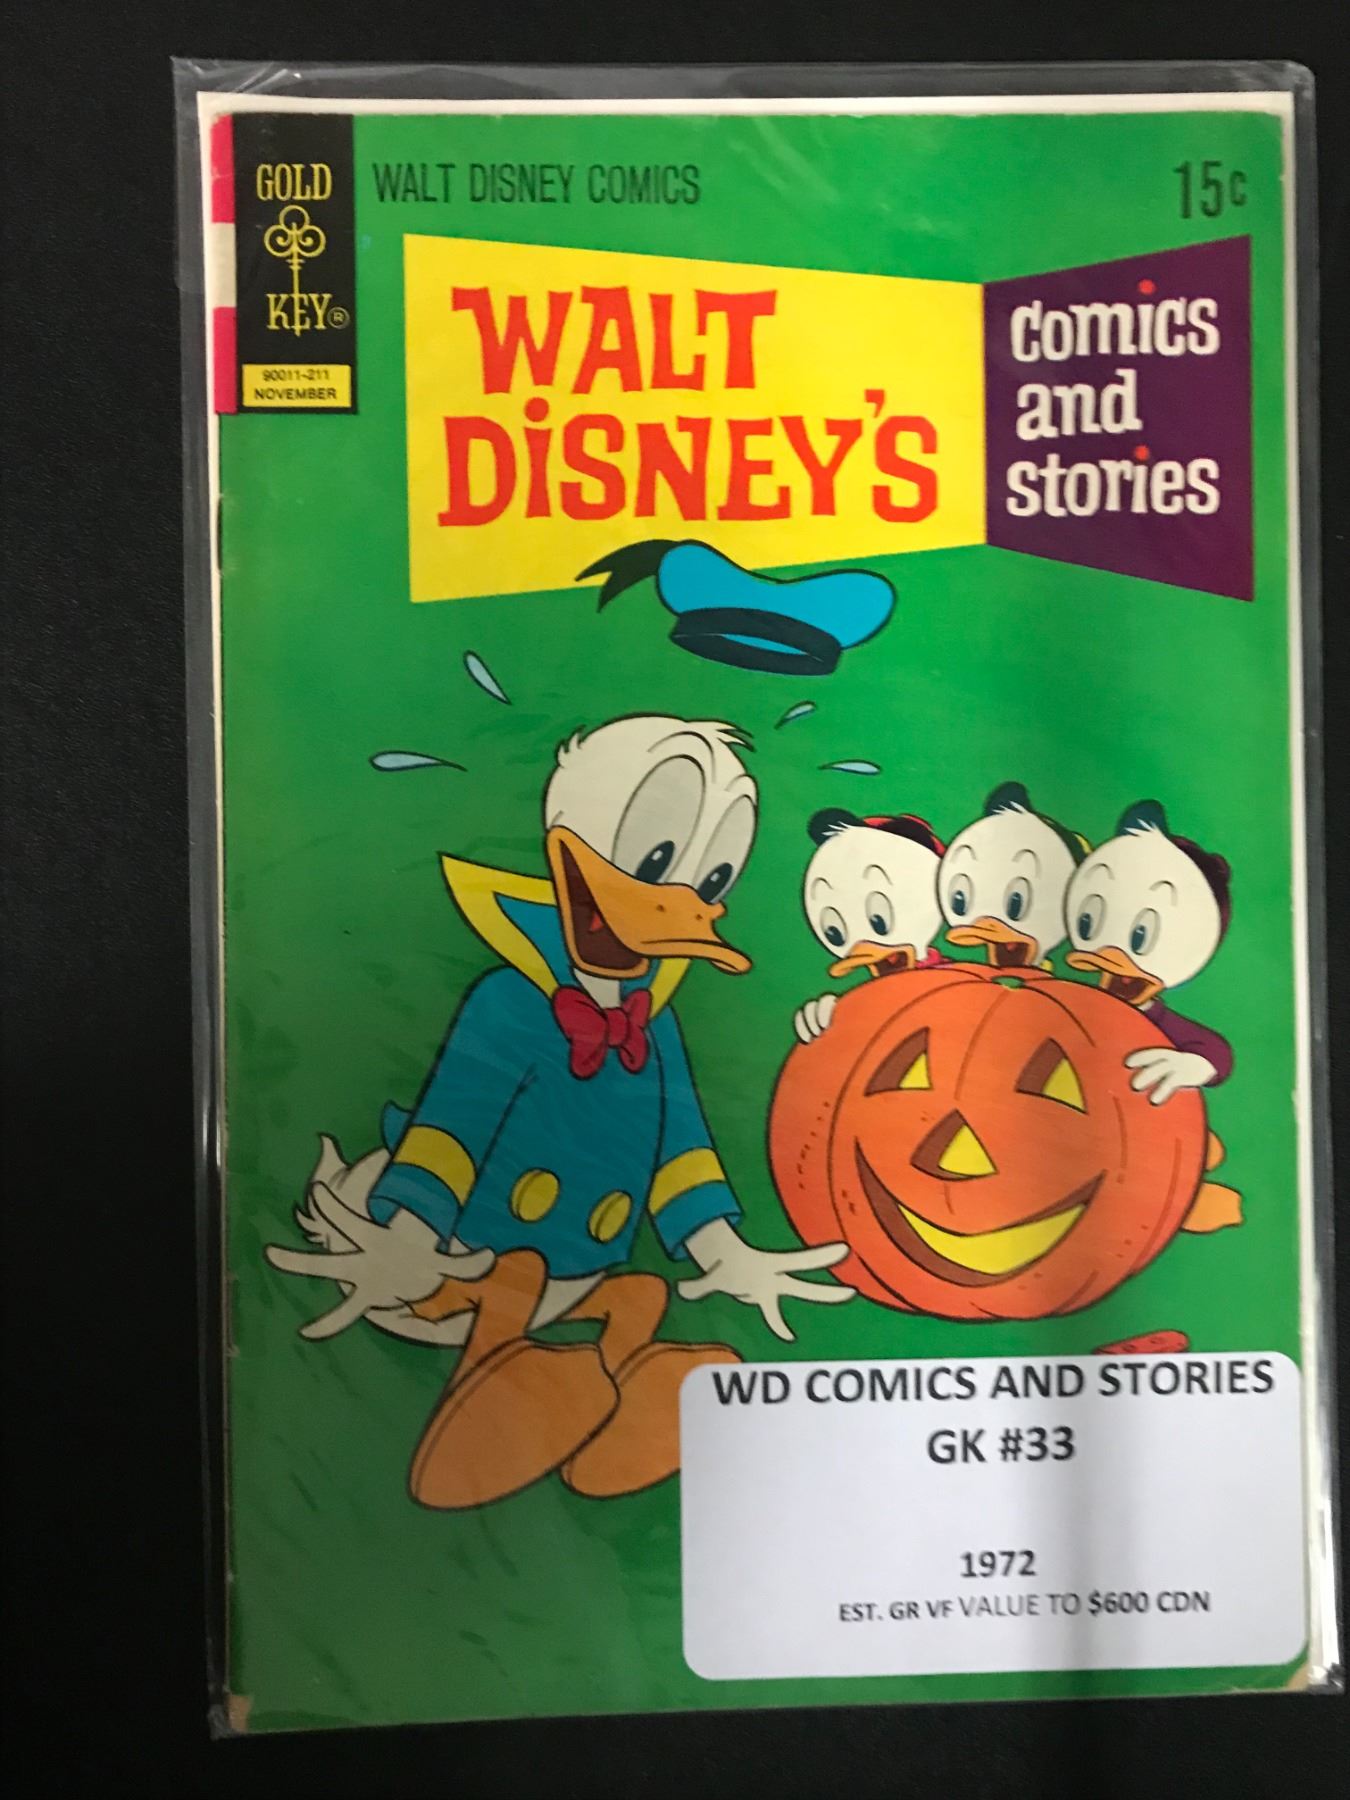 GOLD
KEY®
90011-211
NOVEMBER
WALT DISNEY COMICS
15¢
WALT
DiSNEY'S
comics
and
stories
WD COMICS AND STORIES
GK #33
1972
EST. GR VF VALUE TO $600 CDN